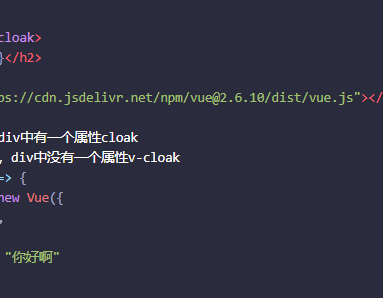 cloak>
}</h2>
ps://cdn.jsdelivr.net/npm/vue@2.6.10/dist/vue.js"></
div中有一个属性cloak
, div中没有一个属性v-cloak
=> {
new Vue({
,
"你好啊"